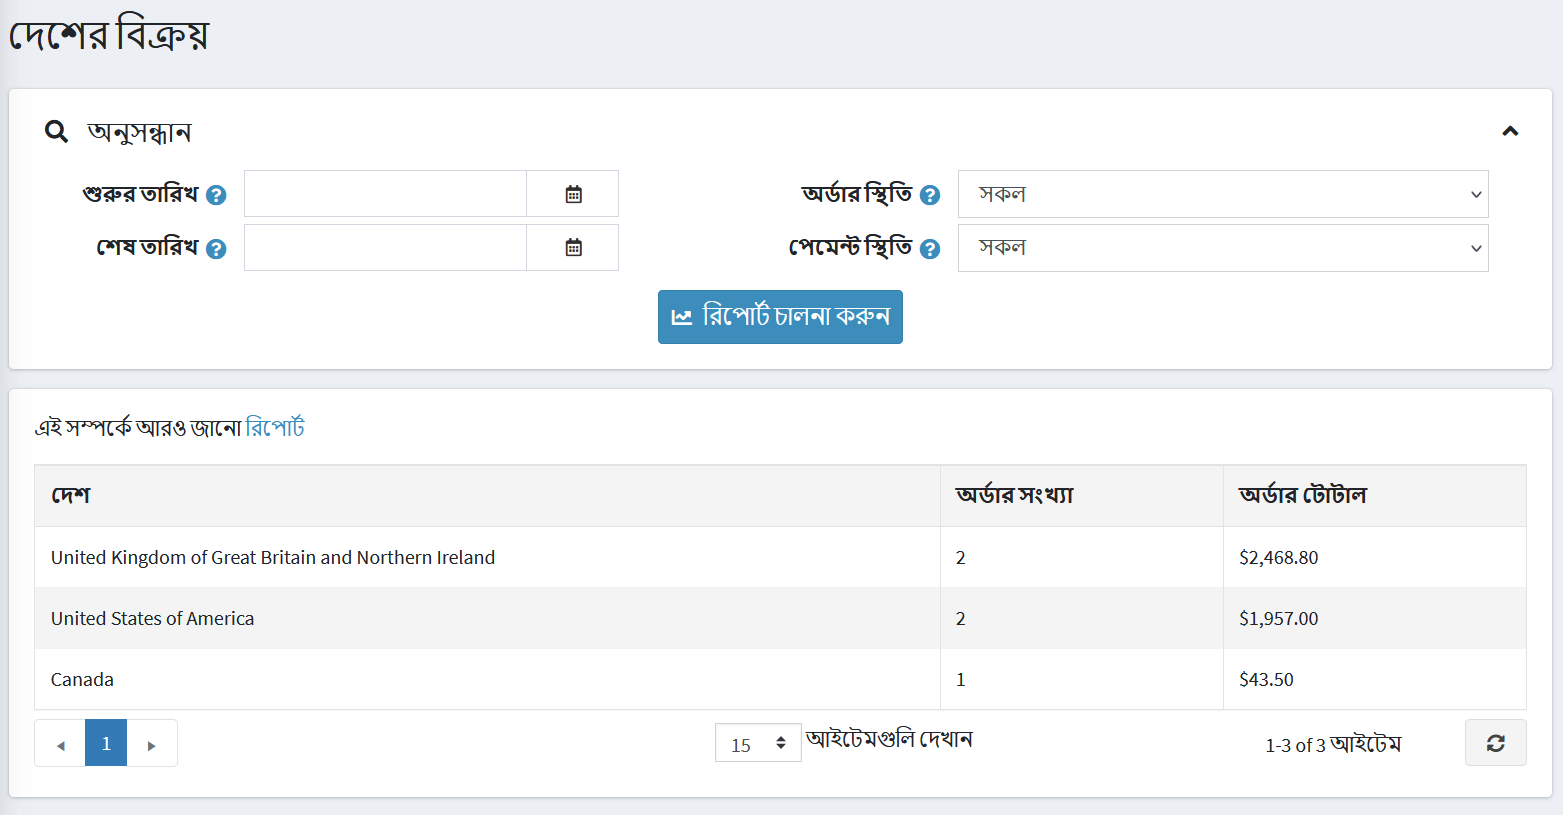 দেশের বিক্রয়
অনুসন্ধান
শুরুর তারিখ
অর্ডার স্থিতি সকল
শেষ তারিখ
পেমেন্ট স্থিতি সকল
রিপোর্ট চালনা করুন
এই সম্পর্কে আরও জানো রিপোর্ট
দেশ অর্ডার সংখ্যা অর্ডার টোটাল
United Kingdom of Great Britain and Northern Ireland 2 $2,468.80
United States of America 2 $1,957.00
Canada 1 $43.50
1 15 আইটেমগুলি দেখান 1-3 of 3 আইটেম